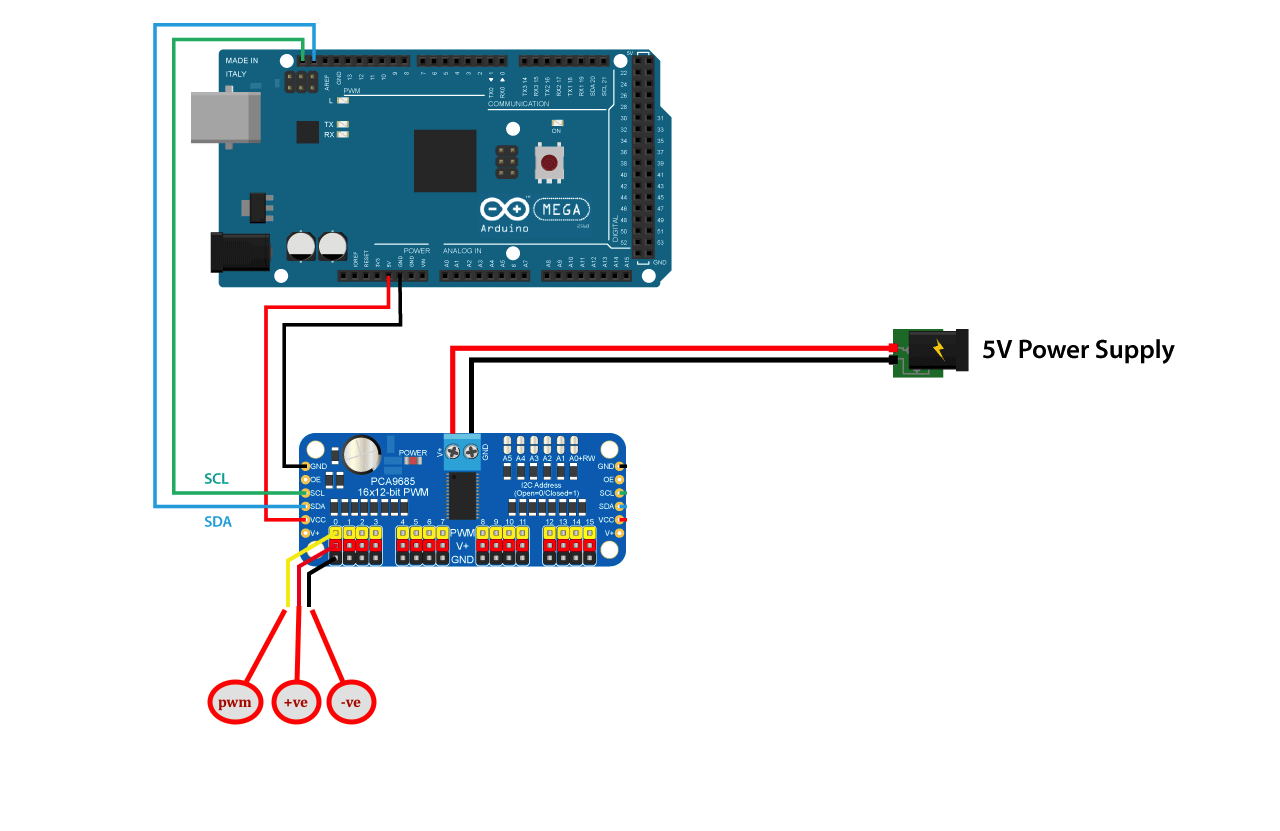 MADE IN
ITALY
AREF
GND
13
12
11
10
9
8
7
6
5
4
3
2
TX0 ◄ 1
RX0 ► 0
TX3 14
RX3 15
TX2 16
RX2 17
TX1 18
RX1 19
SDA 20
SCL 21
5V
22
24
26
28
30
32
34
36
38
40
42
44
46
48
50
52
31
33
35
37
39
41
43
45
47
49
51
53
GND
L
PWM
COMMUNICATION
TX
RX
ON
MEGA
Arduino
DIGITAL
POWER
ANALOG IN
IOREF
RESET
3V3
5V
GND
GND
VIN
A0
A1
A2
A3
A4
A5
A7
A8
A9
A10
A11
A12
A13
A14
A15
5V Power Supply
V+
GND
POWER
A5 A4 A3 A2 A1 A0+RW
GND
OE
SCL
SDA
VCC
V+
PCA9685
16x12-bit PWM
I2C Address
(Open=0/Closed=1)
GND
OE
SCL
SDA
VCC
V+
SCL
SDA
0 1 2 3 4 5 6 7 8 9 10 11 12 13 14 15
PWM
V+
GND
pwm
+ve
-ve